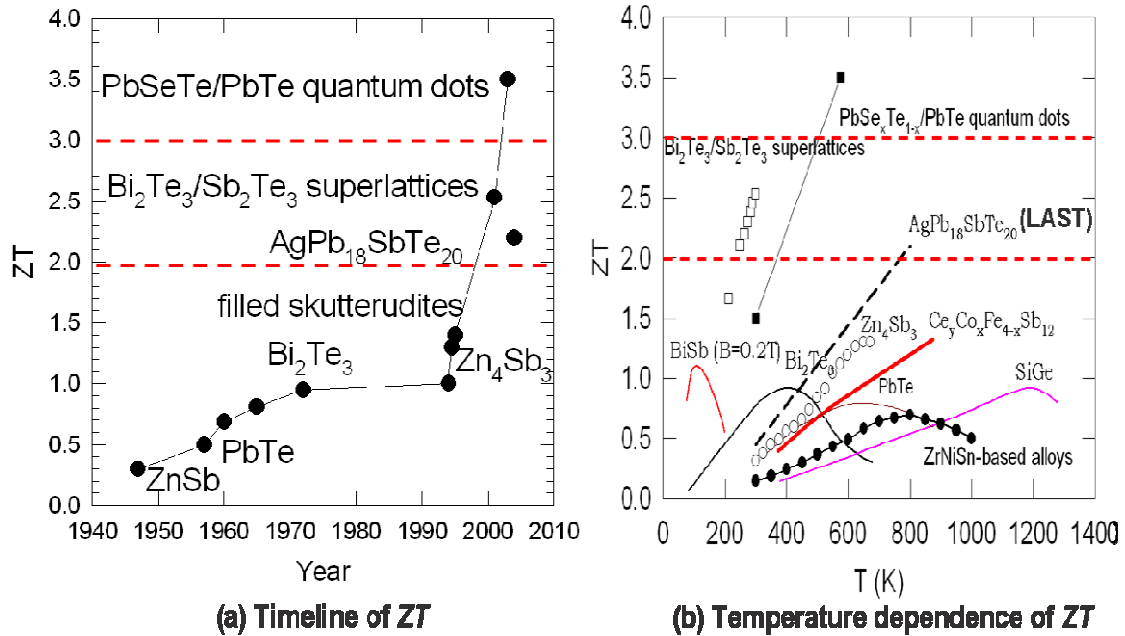 4.0
3.5
3.0
2.5
2.0
1.5
1.0
0.5
0.0
ZT
PbSeTe/PbTe quantum dots
Bi2Te3/Sb2Te3 superlattices
AgPb18SbTe20
filled skutterudites
Bi2Te3
Zn4Sb3
PbTe
ZnSb
1940 1950 1960 1970 1980 1990 2000 2010
Year
(a) Timeline of ZT
4.0
3.5
3.0
2.5
2.0
1.5
1.0
0.5
0.0
ZT
PbSexTe1-x/PbTe quantum dots
Bi2Te3/Sb2Te3 superlattices
AgPb18SbTe20 (LAST)
Zn4Sb3
CeyCoxFe4-xSb12
BiSb (B=0.2T)
Bi2Te3
PbTe
SiGe
ZrNiSn-based alloys
0 200 400 600 800 1000 1200 1400
T (K)
(b) Temperature dependence of ZT